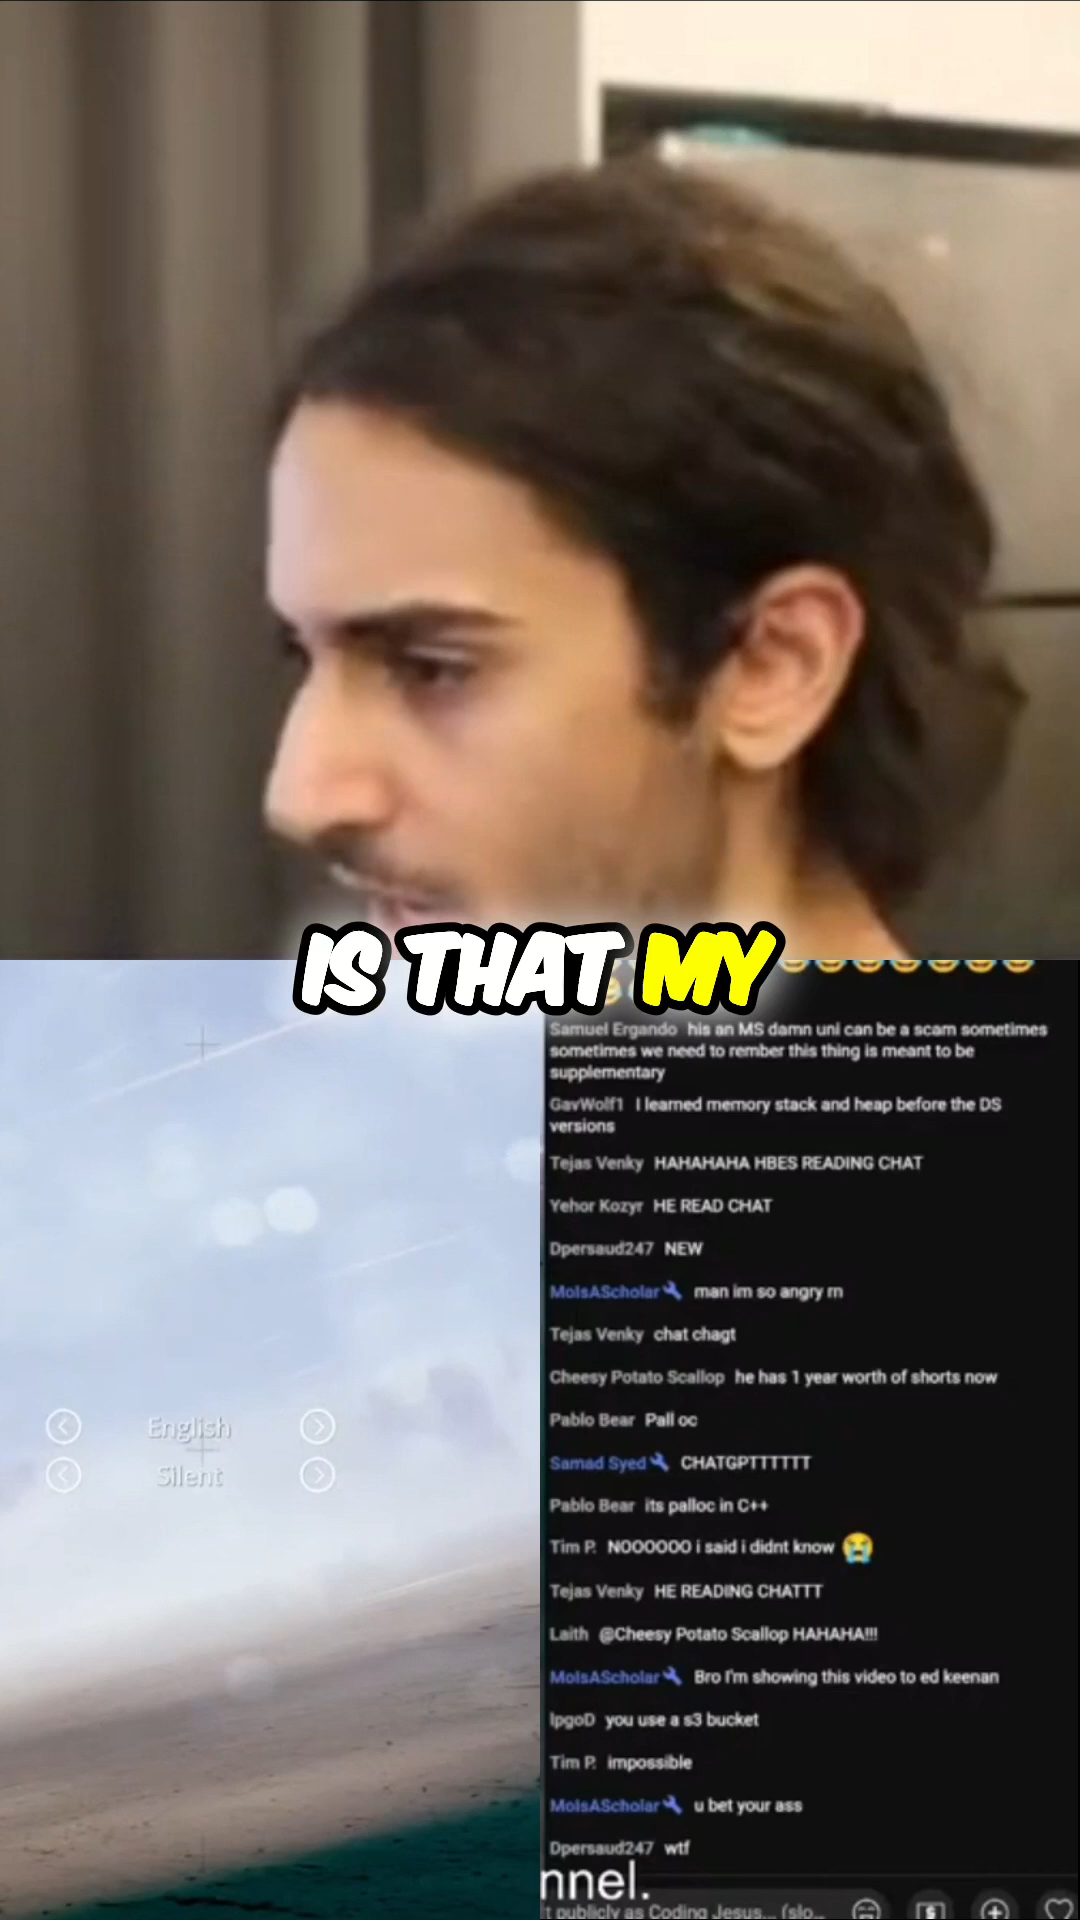 IS THAT MY
Samuel Ergando his an MS damn uni can be a scam sometimes
sometimes we need to rember this thing is meant to be
supplementary
GavWolf1 I learned memory stack and heap before the DS
versions
Tejas Venky HAHAHAHA HBES READING CHAT
Yehor Kozyr HE READ CHAT
Dpersaud247 NEW
MoIsAScholar man im so angry rn
Tejas Venky chat chagt
Cheesy Potato Scallop he has 1 year worth of shorts now
English
Pablo Bear Pall oc
Silent
Samad Syed CHATGPTTTTTT
Pablo Bear its palloc in C++
Tim P. NOOOOOO i said i didnt know 😭
Tejas Venky HE READING CHATTT
Laith @Cheesy Potato Scallop HAHAHA!!!
MoIsAScholar Bro I'm showing this video to ed keenan
lpgoD you use a s3 bucket
Tim P. impossible
MoIsAScholar u bet your ass
Dpersaud247 wtf
nnel.
t publicly as Coding Jesus... (slo...